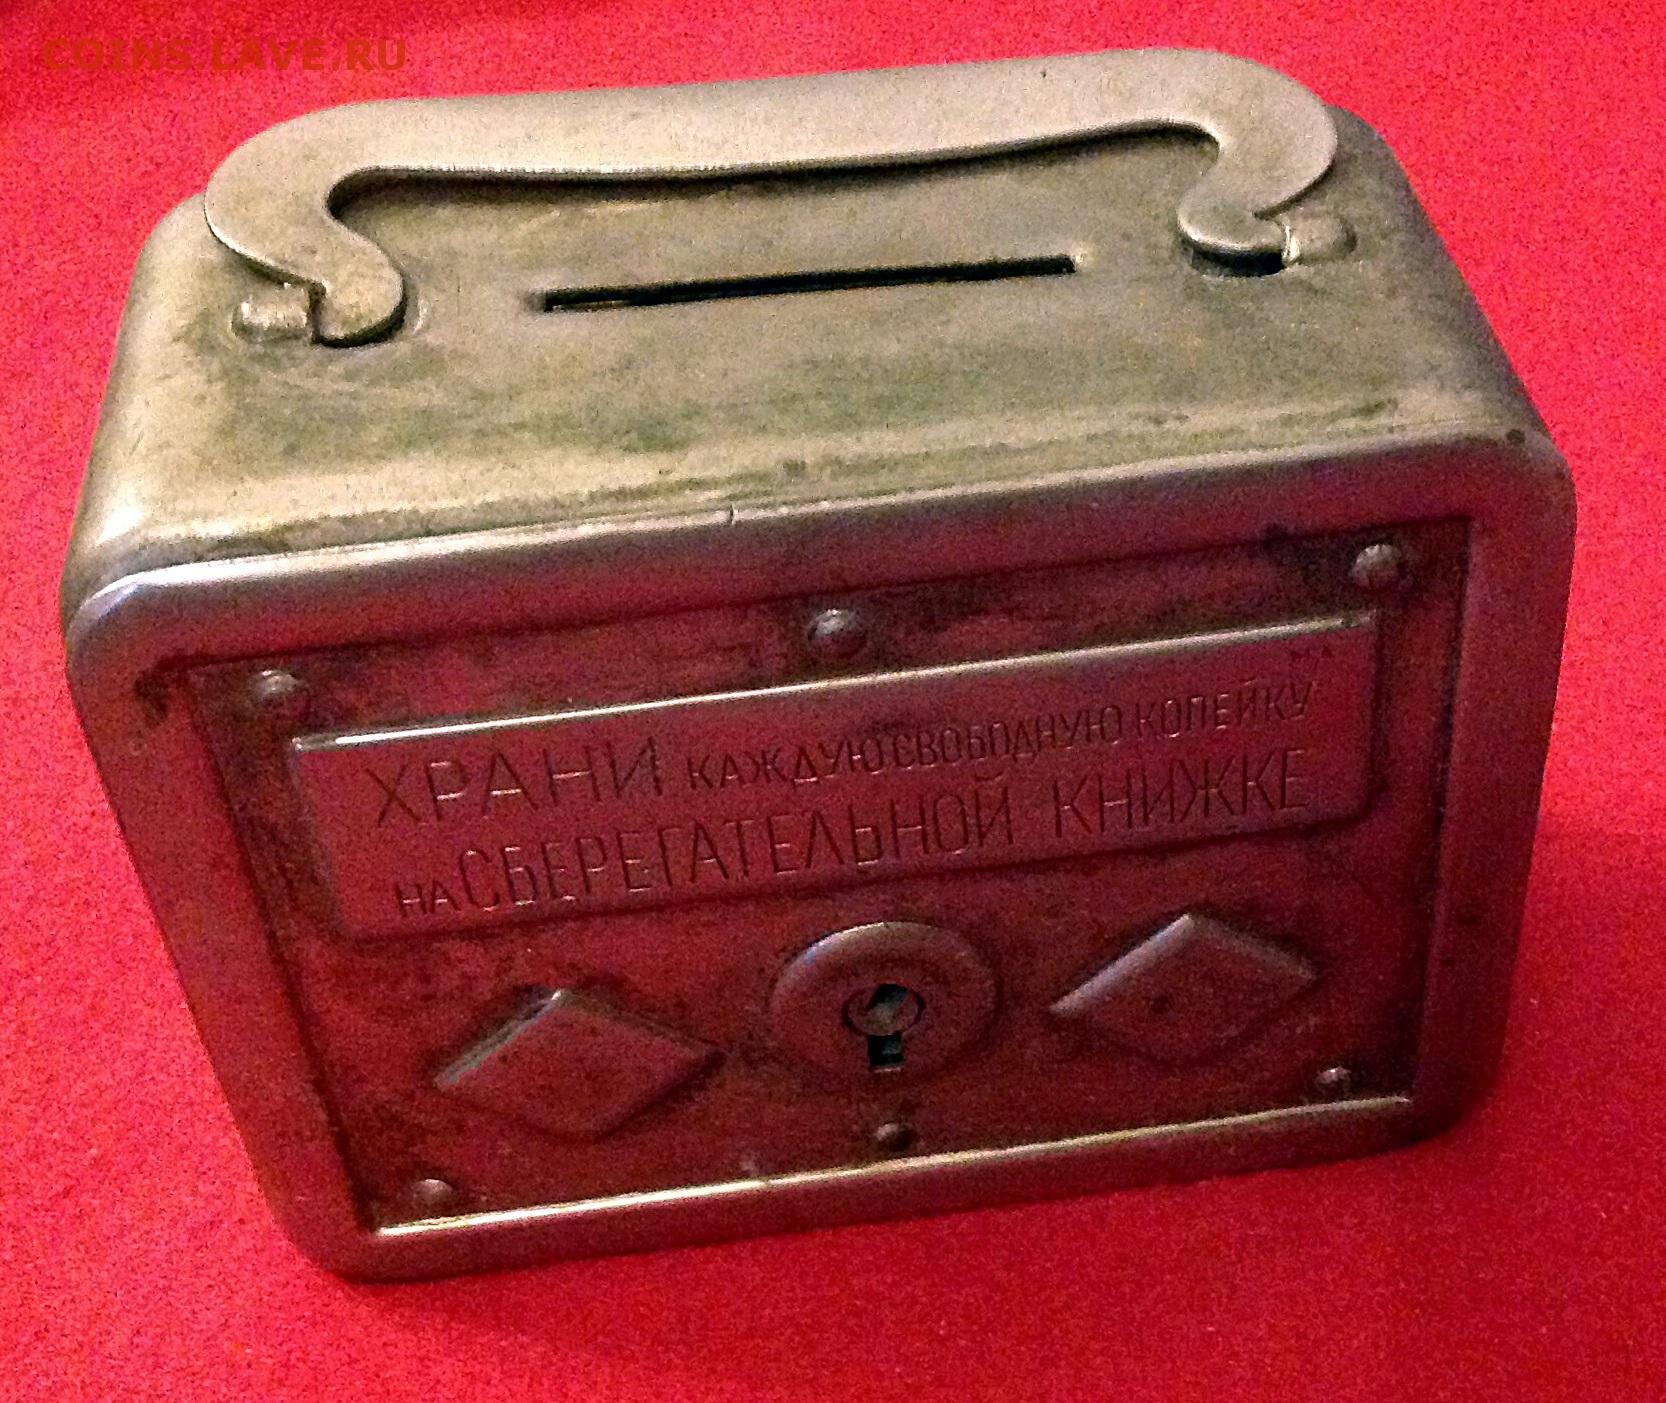 COINS.LAVE.RU
ХРАНИ КАЖДУЮ СВОБОДНУЮ КОПЕЙКУ
НА СБЕРЕГАТЕЛЬНОЙ КНИЖКЕ